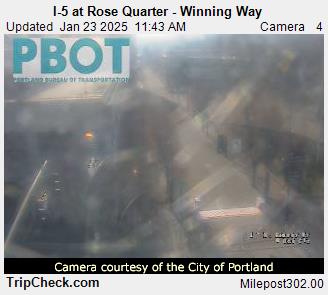 I-5 at Rose Quarter - Winning Way
Updated Jan 23 2025 11:43 AM Camera 4
PBOT
PORTLAND BUREAU OF TRANSPORTATION
Camera courtesy of the City of Portland
TripCheck.com Milepost302.00